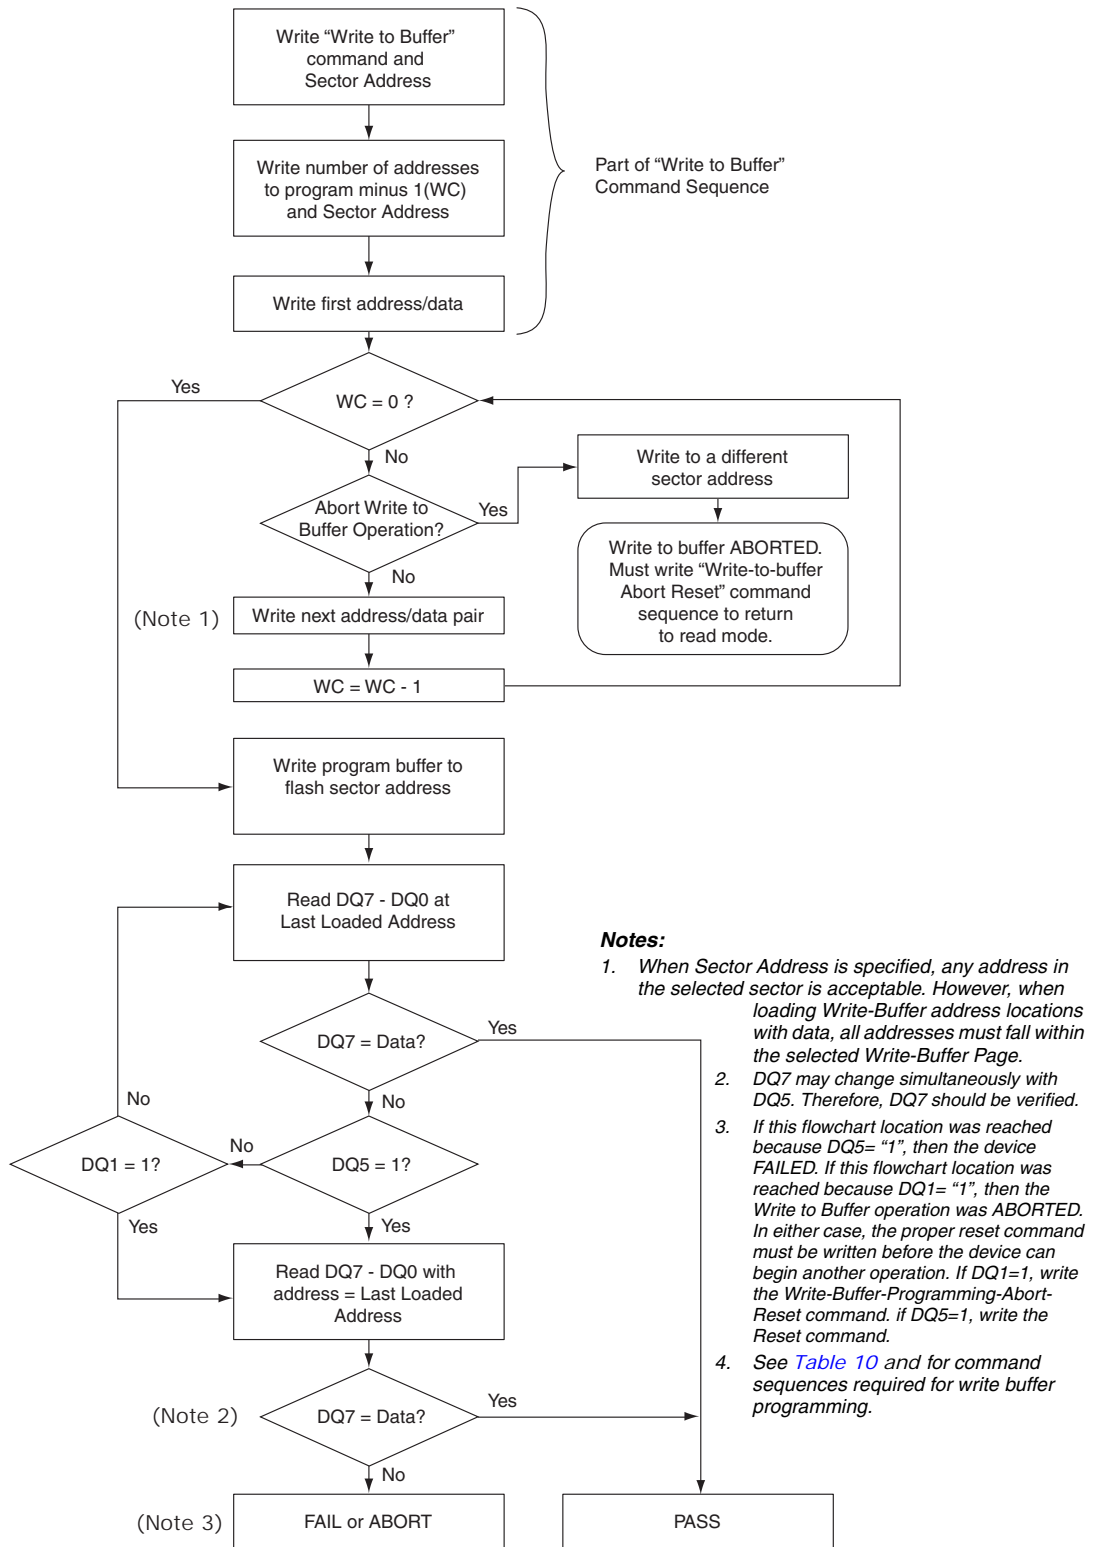 Write “Write to Buffer”
command and
Sector Address
Write number of addresses
to program minus 1(WC)
and Sector Address
Part of “Write to Buffer”
Command Sequence
Write first address/data
Yes
WC = 0 ?
No
Write to a different
sector address
Abort Write to
Buffer Operation?
Yes
Write to buffer ABORTED.
Must write “Write-to-buffer
Abort Reset” command
sequence to return
to read mode.
No
(Note 1)
Write next address/data pair
WC = WC - 1
Write program buffer to
flash sector address
Read DQ7 - DQ0 at
Last Loaded Address
DQ7 = Data?
Yes
No
No
DQ1 = 1?
No
DQ5 = 1?
Yes
Yes
Read DQ7 - DQ0 with
address = Last Loaded
Address
(Note 2)
DQ7 = Data?
Yes
No
(Note 3)
FAIL or ABORT
PASS
Notes:
1. When Sector Address is specified, any address in
the selected sector is acceptable. However, when
loading Write-Buffer address locations
with data, all addresses must fall within
the selected Write-Buffer Page.
2. DQ7 may change simultaneously with
DQ5. Therefore, DQ7 should be verified.
3. If this flowchart location was reached
because DQ5= “1”, then the device
FAILED. If this flowchart location was
reached because DQ1= “1”, then the
Write to Buffer operation was ABORTED.
In either case, the proper reset command
must be written before the device can
begin another operation. If DQ1=1, write
the Write-Buffer-Programming-Abort-
Reset command. if DQ5=1, write the
Reset command.
4. See Table 10 and for command
sequences required for write buffer
programming.